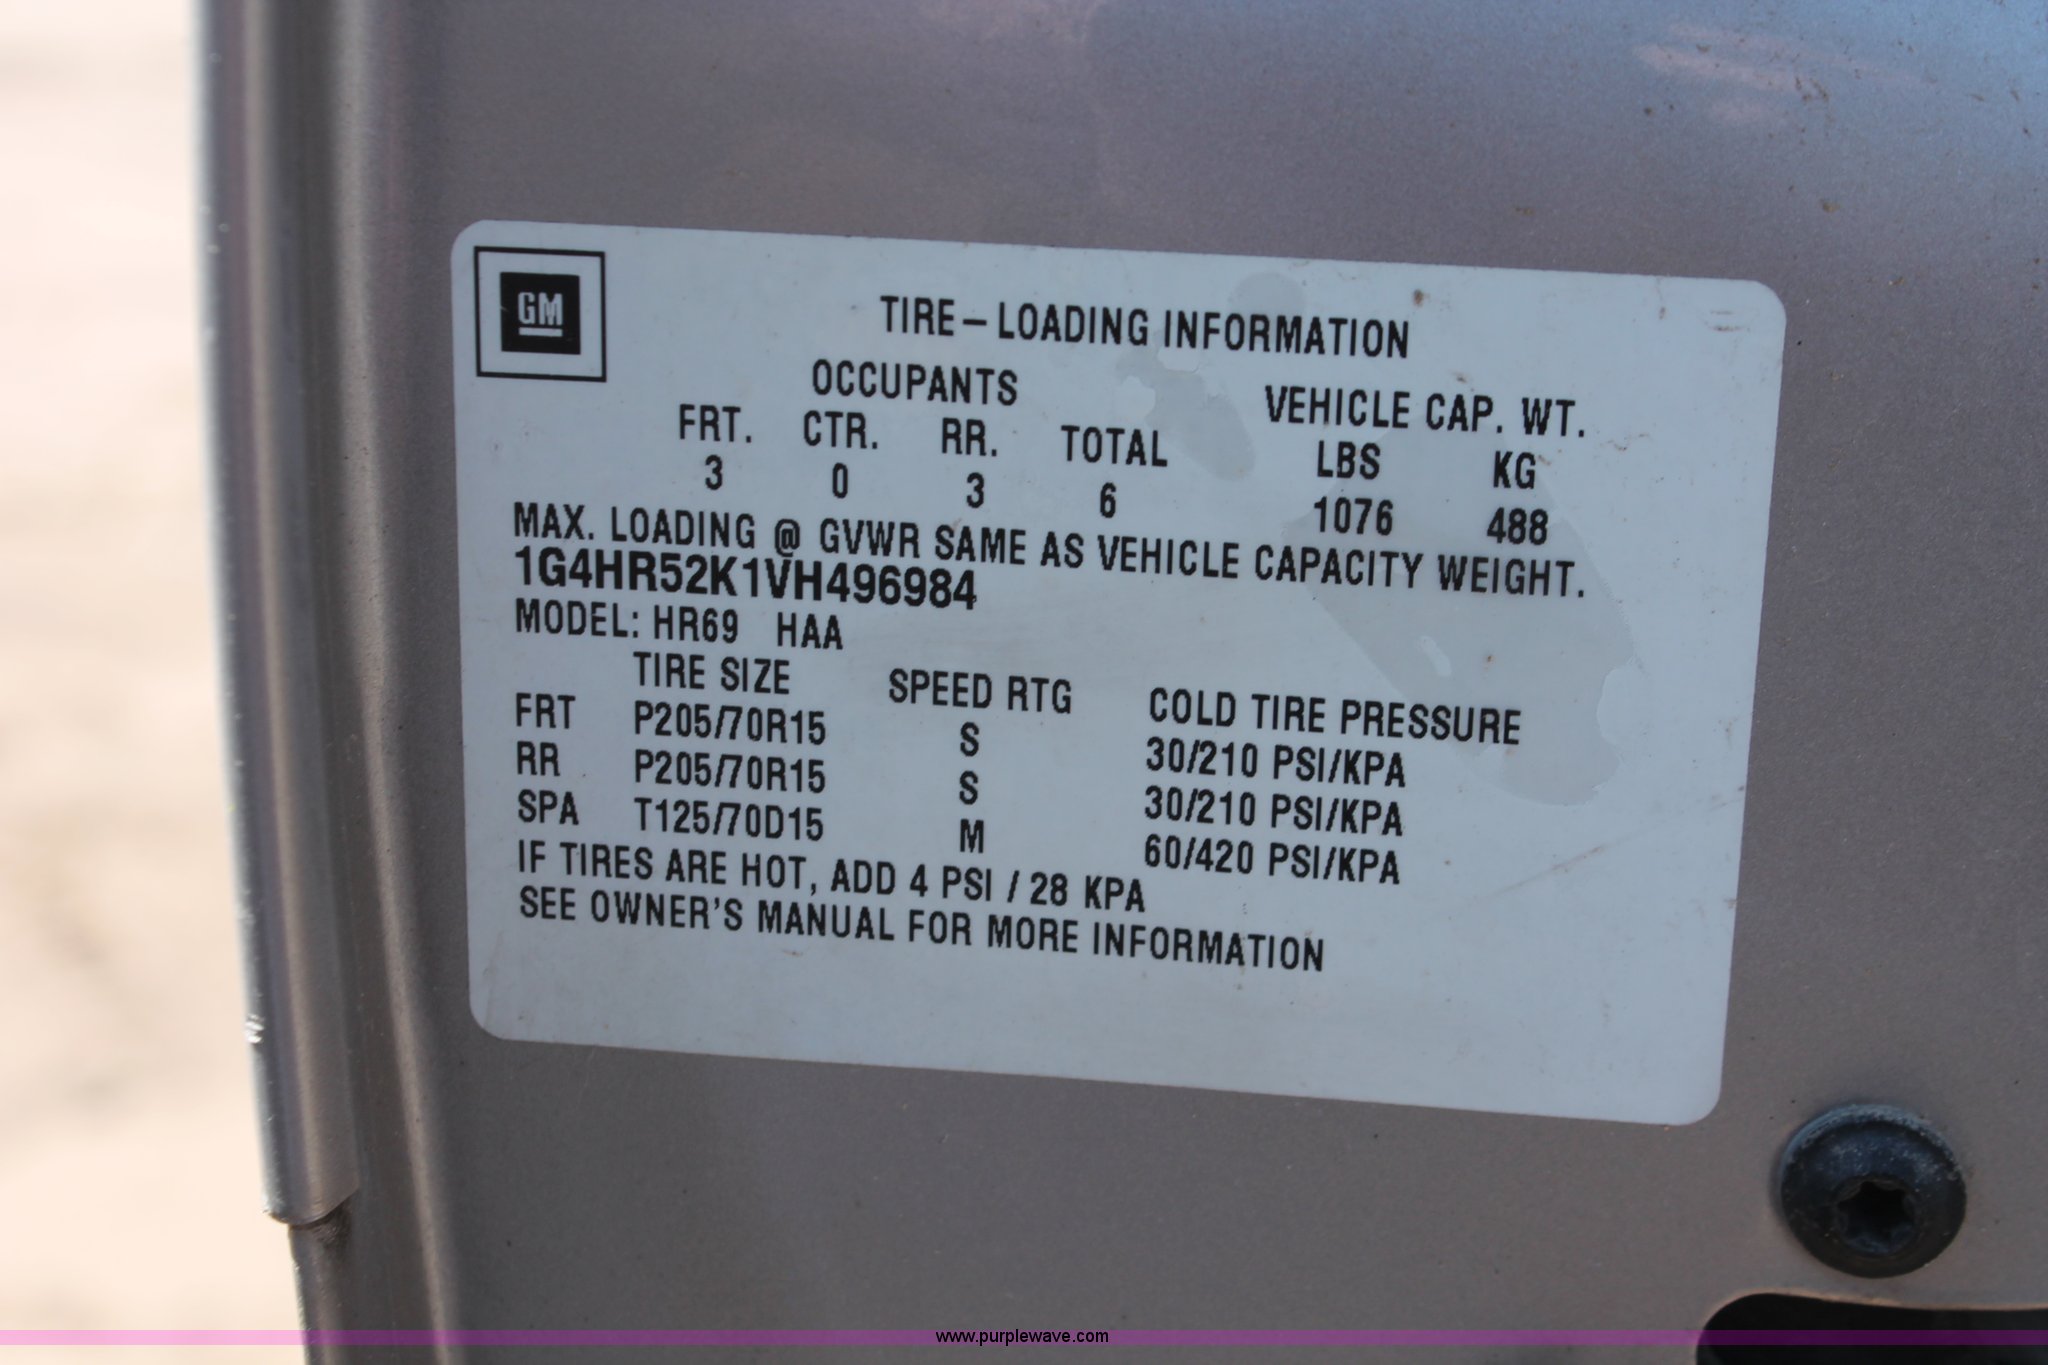 GM
TIRE – LOADING INFORMATION
OCCUPANTS VEHICLE CAP. WT.
FRT. CTR. RR. TOTAL LBS KG
3 0 3 6 1076 488
MAX. LOADING @ GVWR SAME AS VEHICLE CAPACITY WEIGHT.
1G4HR52K1VH496984
MODEL: HR69 HAA
TIRE SIZE SPEED RTG COLD TIRE PRESSURE
FRT P205/70R15 S 30/210 PSI/KPA
RR P205/70R15 S 30/210 PSI/KPA
SPA T125/70D15 M 60/420 PSI/KPA
IF TIRES ARE HOT, ADD 4 PSI / 28 KPA
SEE OWNER'S MANUAL FOR MORE INFORMATION
www.purplewave.com